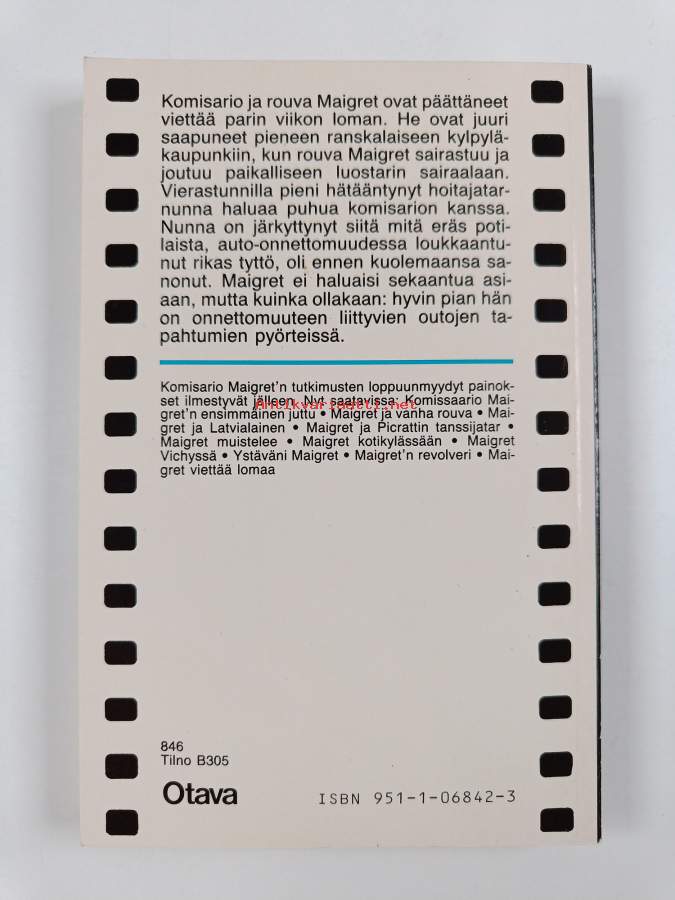 Komisario ja rouva Maigret ovat päättäneet
viettää parin viikon loman. He ovat juuri
saapuneet pieneen ranskalaiseen kylpylä-
kaupunkiin, kun rouva Maigret sairastuu ja
joutuu paikalliseen luostarin sairaalaan.
Vierastunnilla pieni hätääntynyt hoitajatar-
nunna haluaa puhua komisarion kanssa.
Nunna on järkyttynyt siitä mitä eräs poti-
laista, auto-onnettomuudessa loukkaantu-
nut rikas tyttö, oli ennen kuolemaansa sa-
nonut. Maigret ei haluaisi sekaantua asi-
aan, mutta kuinka ollakaan: hyvin pian hän
on onnettomuuteen liittyvien outojen ta-
pahtumien pyörteissä.
Komisario Maigret'n tutkimusten loppuunmyydyt painok-
set ilmestyvät jälleen. Nyt saatavissa: Komissaario Mai-
Antikvariaatti.net
gret'n ensimmäinen juttu • Maigret ja vanha rouva • Mai-
gret ja Latvialainen • Maigret ja Picrattin tanssijatar •
Maigret muistelee • Maigret kotikylässään • Maigret
Vichyssä • Ystäväni Maigret • Maigret'n revolveri • Mai-
gret viettää lomaa
846
Tilno B305
Otava
ISBN 951-1-06842-3